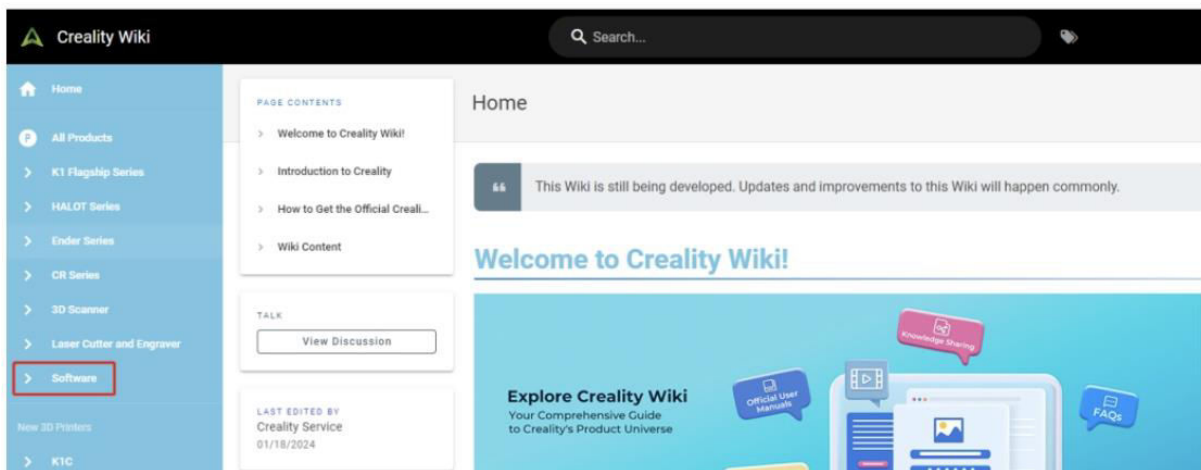 Creality Wiki
Search...
Home
All Products
K1 Flagship Series
HALOT Series
Ender Series
CR Series
3D Scanner
Laser Cutter and Engraver
Software
New 3D Printers
K1C
PAGE CONTENTS
Welcome to Creality Wiki!
Introduction to Creality
How to Get the Official Creali...
Wiki Content
TALK
View Discussion
LAST EDITED BY
Creality Service
01/18/2024
Home
This Wiki is still being developed. Updates and improvements to this Wiki will happen commonly.
Welcome to Creality Wiki!
Explore Creality Wiki
Your Comprehensive Guide
to Creality's Product Universe
Knowledge Sharing
Official User
Manuals
FAQs